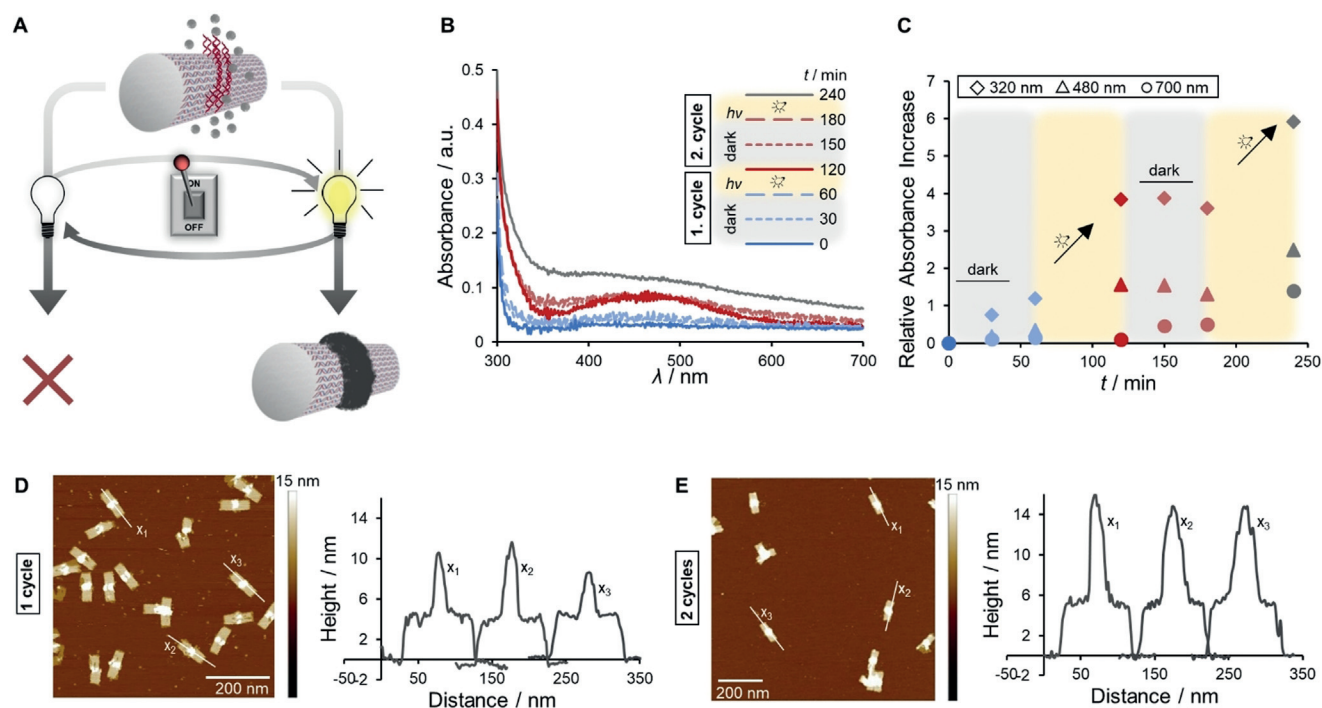 A
ON
OFF
B
Absorbance / a.u.
0.5
0.4
0.3
0.2
0.1
0
300
400
500
600
700
λ / nm
t / min
2. cycle
1. cycle
hv
dark
hv
dark
240
180
150
120
60
30
0
C
Relative Absorbance Increase
320 nm
480 nm
700 nm
7
6
5
4
3
2
1
0
dark
dark
0
50
100
150
200
250
t / min
D
1 cycle
15 nm
x1
x3
x2
200 nm
Height / nm
14
10
6
2
-2
x1
x2
x3
-50
50
150
250
350
Distance / nm
E
2 cycles
15 nm
x1
x2
x3
200 nm
Height / nm
14
10
6
2
-2
x1
x2
x3
-50
50
150
250
350
Distance / nm